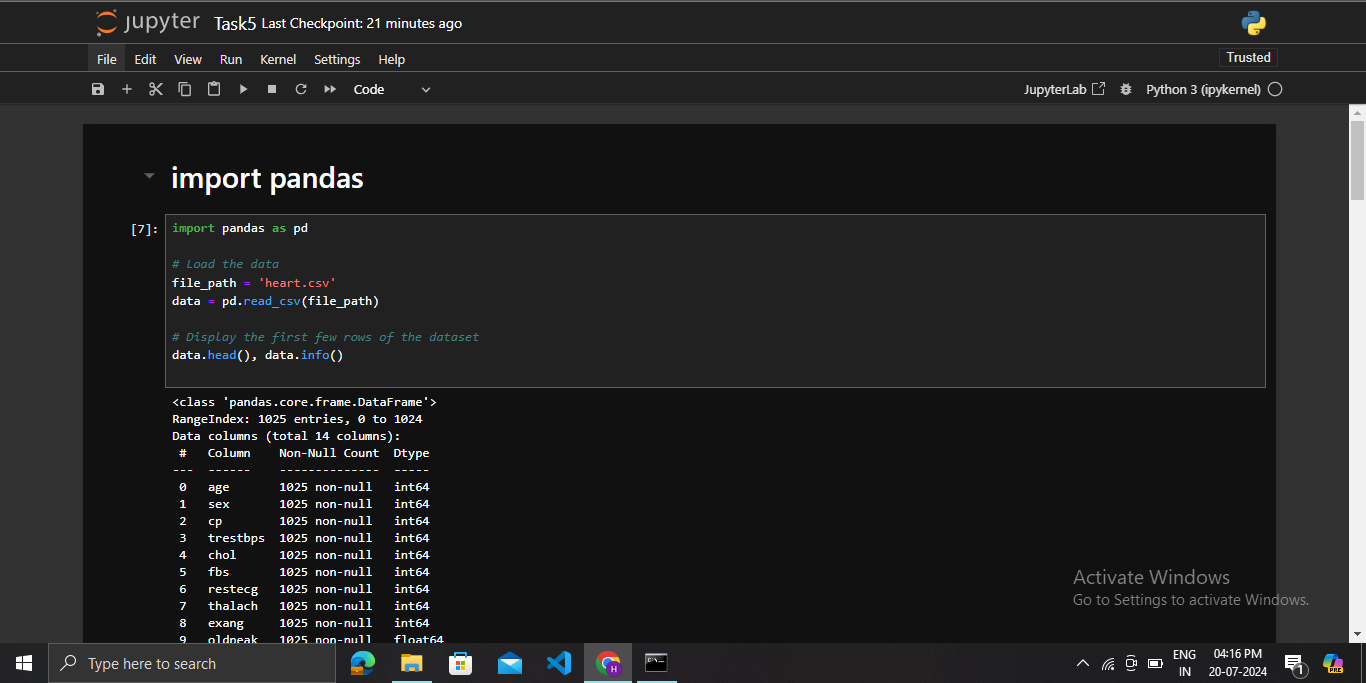 jupyter Task5 Last Checkpoint: 21 minutes ago
File Edit View Run Kernel Settings Help Trusted
Code JupyterLab Python 3 (ipykernel)
import pandas
[7]: import pandas as pd
# Load the data
file_path = 'heart.csv'
data = pd.read_csv(file_path)
# Display the first few rows of the dataset
data.head(), data.info()
<class 'pandas.core.frame.DataFrame'>
RangeIndex: 1025 entries, 0 to 1024
Data columns (total 14 columns):
# Column Non-Null Count Dtype
--- ------ -------------- -----
0 age 1025 non-null int64
1 sex 1025 non-null int64
2 cp 1025 non-null int64
3 trestbps 1025 non-null int64
4 chol 1025 non-null int64
5 fbs 1025 non-null int64
6 restecg 1025 non-null int64
7 thalach 1025 non-null int64
8 exang 1025 non-null int64
9 oldpeak 1025 non-null float64
Activate Windows
Go to Settings to activate Windows.
Type here to search
ENG
IN
04:16 PM
20-07-2024
1
PRE